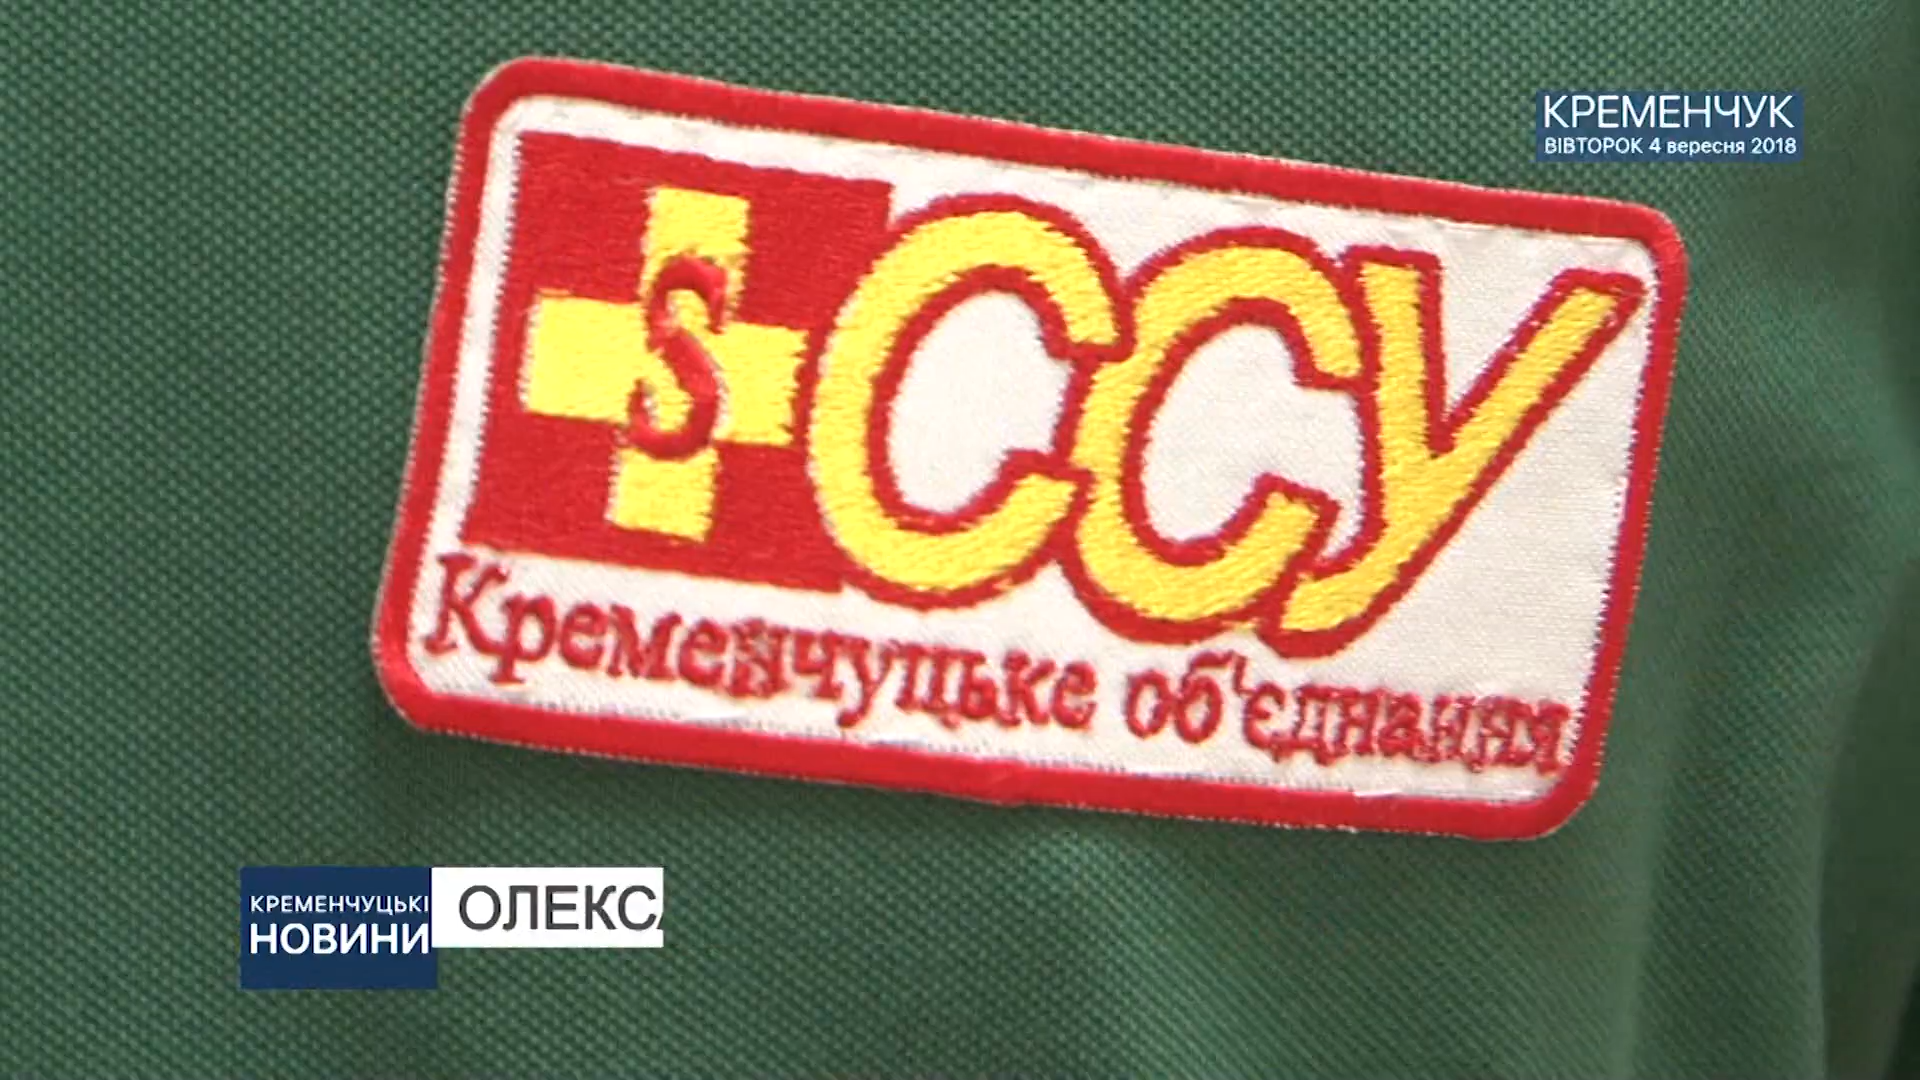 КРЕМЕНЧУК
ВІВТОРОК 4 вересня 2018
S
ССУ
Кременчуцьке об'єднання
КРЕМЕНЧУЦЬКІ
НОВИНИ
ОЛЕКС